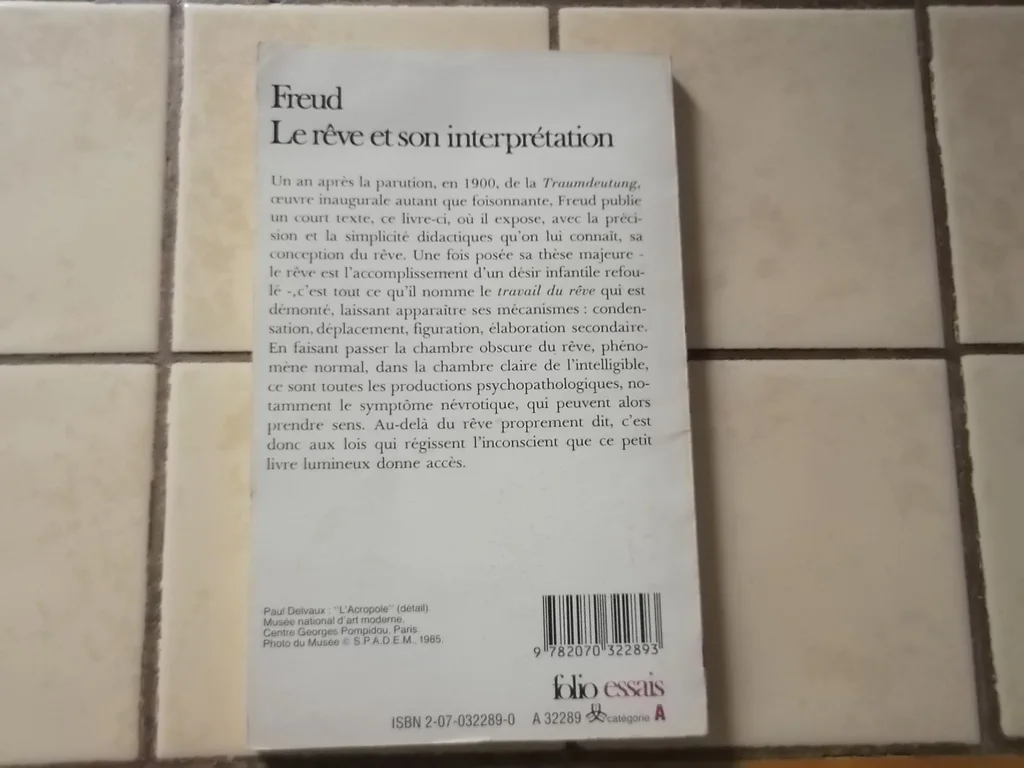 Freud
Le rêve et son interprétation
Un an après la parution, en 1900, de la Traumdeutung,
œuvre inaugurale autant que foisonnante, Freud publie
un court texte, ce livre-ci, où il expose, avec la préci-
sion et la simplicité didactiques qu'on lui connaît, sa
conception du rêve. Une fois posée sa thèse majeure -
le rêve est l'accomplissement d'un désir infantile refou-
lé -, c'est tout ce qu'il nomme le travail du rêve qui est
démonté, laissant apparaître ses mécanismes : conden-
sation, déplacement, figuration, élaboration secondaire.
En faisant passer la chambre obscure du rêve, phéno-
mène normal, dans la chambre claire de l'intelligible,
ce sont toutes les productions psychopathologiques, no-
tamment le symptôme névrotique, qui peuvent alors
prendre sens. Au-delà du rêve proprement dit, c'est
donc aux lois qui régissent l'inconscient que ce petit
livre lumineux donne accès.
Paul Delvaux : "L'Acropole" (détail)
Musée national d'art moderne,
Centre Georges Pompidou, Paris.
Photo du Musée © S.P.A.D.E.M., 1985.
9 782070 322893
folio essais
ISBN 2-07-032289-0 A 32289 catégorie A